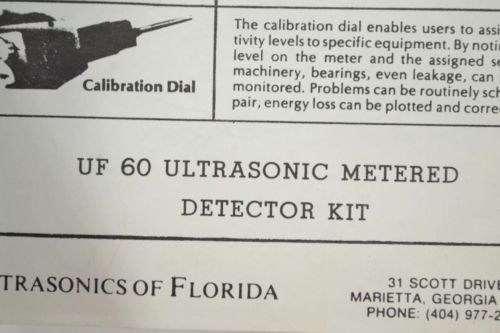 The calibration dial enables users to assi
tivity levels to specific equipment. By noti
level on the meter and the assigned se
machinery, bearings, even leakage, can
monitored. Problems can be routinely sch
pair, energy loss can be plotted and corre
Calibration Dial
UF 60 ULTRASONIC METERED
DETECTOR KIT
TRASONICS OF FLORIDA
31 SCOTT DRIVE
MARIETTA, GEORGIA
PHONE: (404) 977-2